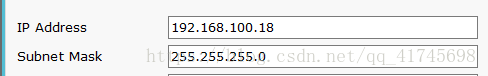 IP Address 192.168.100.18
Subnet Mask 255.255.255.0
https://blog.csdn.net/qq_41745698